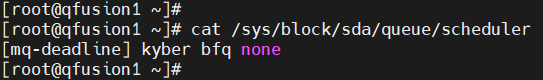 [root@qfusion1 ~]#
[root@qfusion1 ~]# cat /sys/block/sda/queue/scheduler
[mq-deadline] kyber bfq none
[root@qfusion1 ~]#